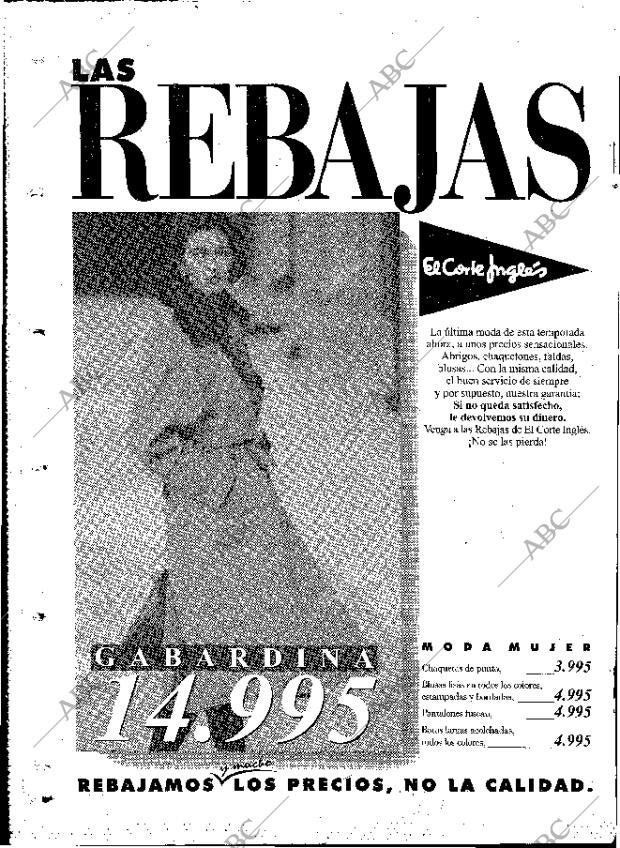 LAS
REBAJAS
El Corte Inglés
La última moda de esta temporada
ahora, a unos precios sensacionales.
Abrigos, chaquetones, faldas,
blusas... Con la misma calidad,
el buen servicio de siempre
y por supuesto, nuestra garantía:
Si no queda satisfecho,
le devolvemos su dinero.
Venga a las Rebajas de El Corte Inglés.
¡No se las pierda!
GABARDINA
14.995
MODA MUJER
Chaquetas de punto, 3.995
Blusas lisas en todos los colores,
estampadas y bordadas, 4.995
Pantalones fuseau, 4.995
Botas acolchadas,
todos los colores, 4.995
y mucho
REBAJAMOS LOS PRECIOS, NO LA CALIDAD.
ABC
ABC
ABC
ABC
ABC
ABC
ABC
ABC
ABC